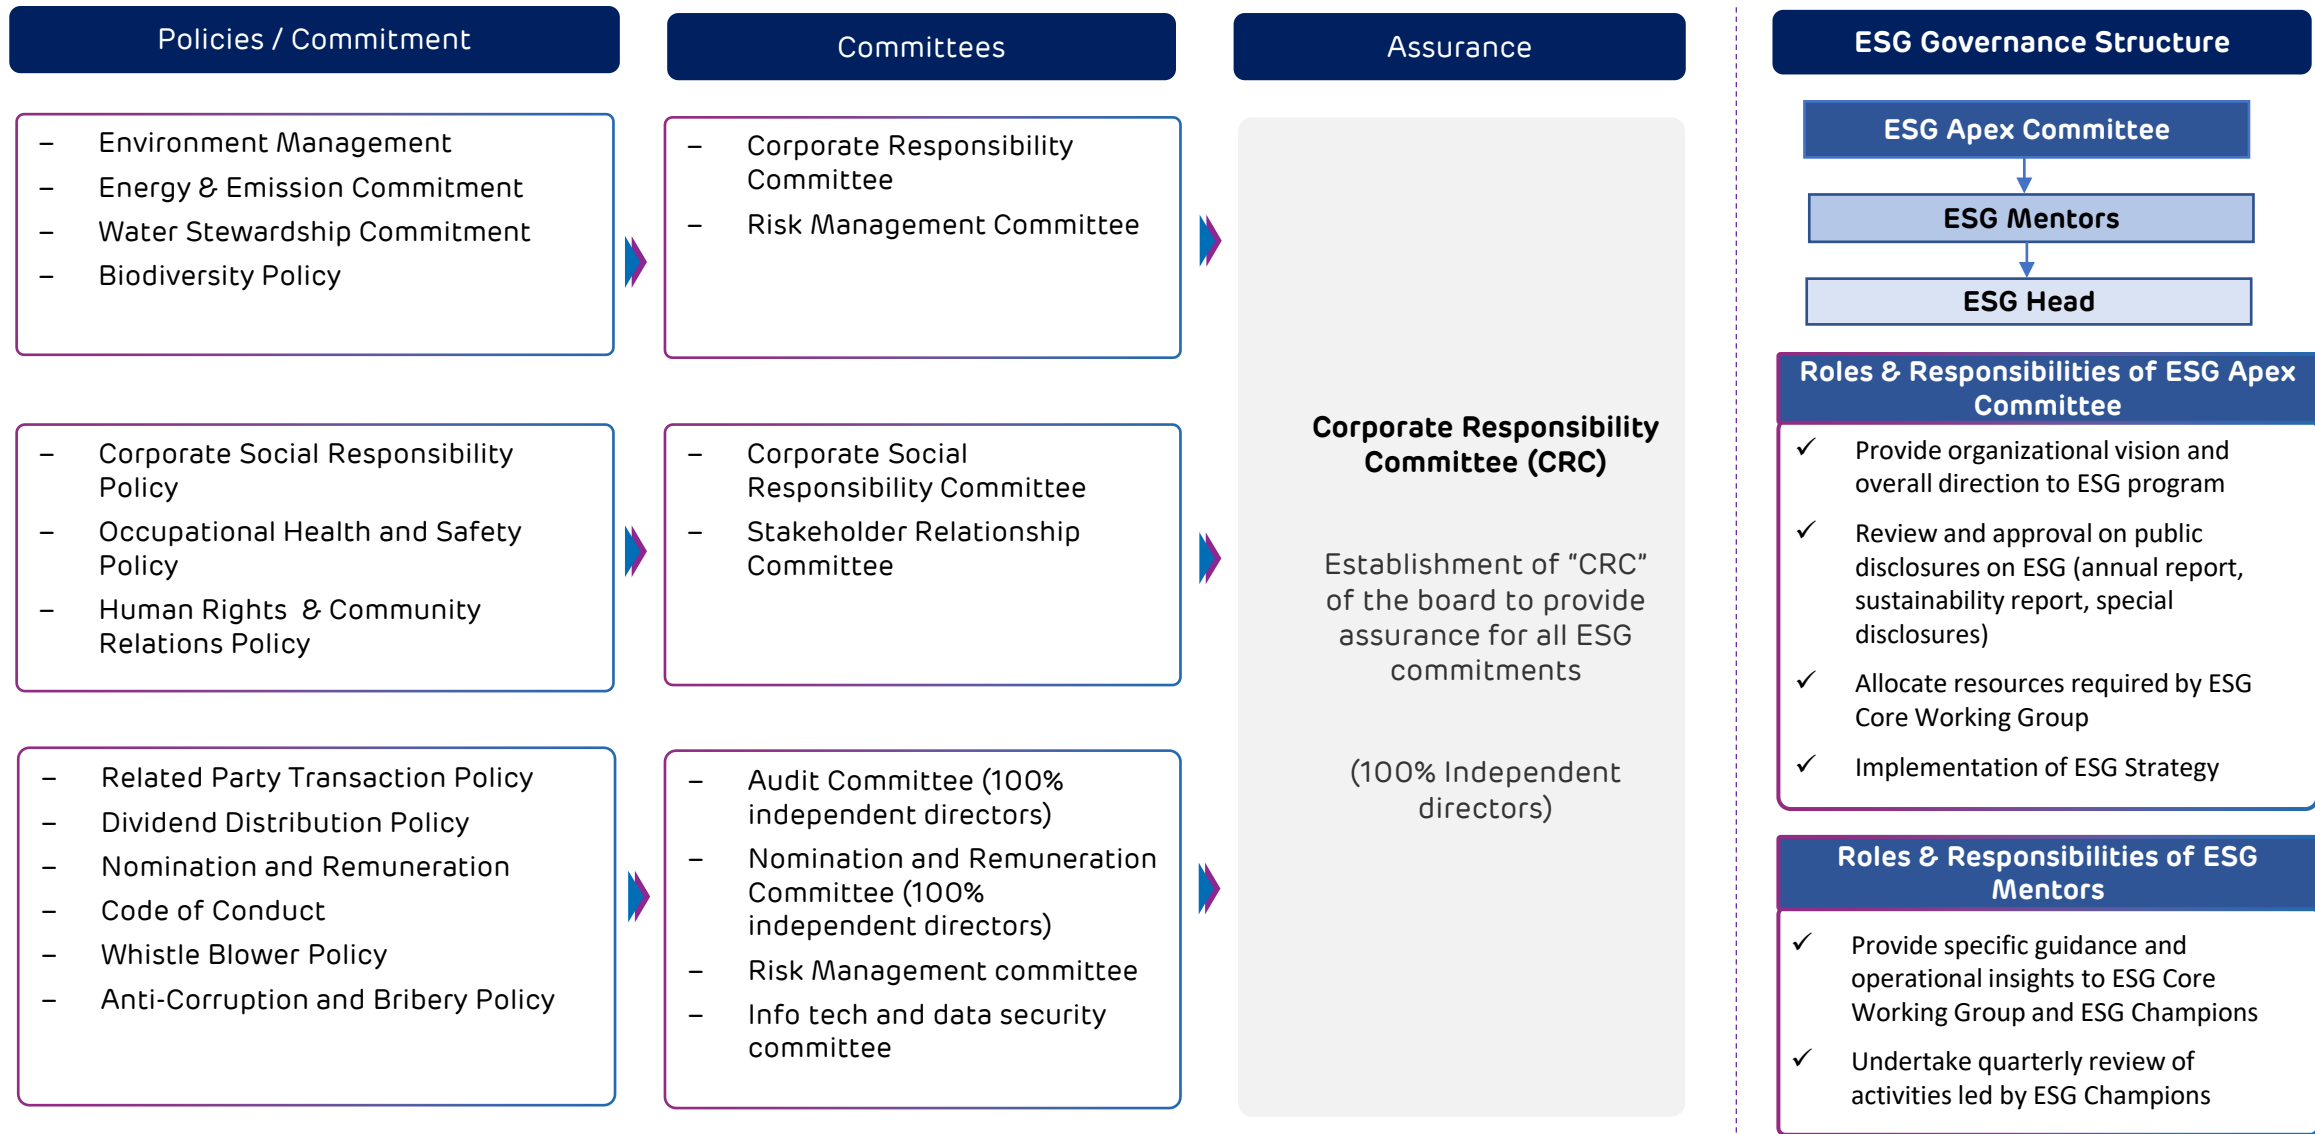 Policies / Commitment
– Environment Management
– Energy & Emission Commitment
– Water Stewardship Commitment
– Biodiversity Policy
– Corporate Social Responsibility
Policy
– Occupational Health and Safety
Policy
– Human Rights & Community
Relations Policy
– Related Party Transaction Policy
– Dividend Distribution Policy
– Nomination and Remuneration
– Code of Conduct
– Whistle Blower Policy
– Anti-Corruption and Bribery Policy
Committees
– Corporate Responsibility
Committee
– Risk Management Committee
– Corporate Social
Responsibility Committee
– Stakeholder Relationship
Committee
– Audit Committee (100%
independent directors)
– Nomination and Remuneration
Committee (100%
independent directors)
– Risk Management committee
– Info tech and data security
committee
Assurance
Corporate Responsibility
Committee (CRC)
Establishment of “CRC”
of the board to provide
assurance for all ESG
commitments
(100% Independent
directors)
ESG Governance Structure
ESG Apex Committee
ESG Mentors
ESG Head
Roles & Responsibilities of ESG Apex
Committee
✓ Provide organizational vision and
overall direction to ESG program
✓ Review and approval on public
disclosures on ESG (annual report,
sustainability report, special
disclosures)
✓ Allocate resources required by ESG
Core Working Group
✓ Implementation of ESG Strategy
Roles & Responsibilities of ESG
Mentors
✓ Provide specific guidance and
operational insights to ESG Core
Working Group and ESG Champions
✓ Undertake quarterly review of
activities led by ESG Champions